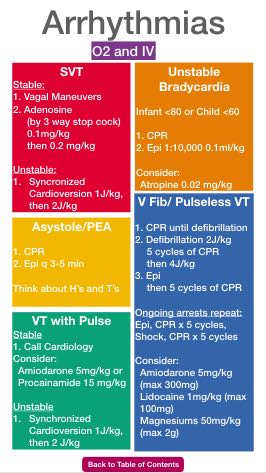 Arrhythmias
O2 and IV
SVT
Stable:
1. Vagal Maneuvers
2. Adenosine
(by 3 way stop cock)
0.1mg/kg
then 0.2 mg/kg
Unstable:
1. Syncronized
Cardioversion 1J/kg,
then 2J/kg
Unstable
Bradycardia
Infant <80 or Child <60
1. CPR
2. Epi 1:10,000 0.1ml/kg
Consider:
Atropine 0.02 mg/kg
Asystole/PEA
1. CPR
2. Epi q 3-5 min
Think about H's and T's
V Fib/ Pulseless VT
1. CPR until defibrillation
2. Defibrillation 2J/kg
5 cycles of CPR
then 4J/kg
3. Epi
then 5 cycles of CPR
Ongoing arrests repeat:
Epi, CPR x 5 cycles,
Shock, CPR x 5 cycles
Consider:
Amiodarone 5mg/kg
(max 300mg)
Lidocaine 1mg/kg (max
100mg)
Magnesiums 50mg/kg
(max 2g)
VT with Pulse
Stable
1. Call Cardiology
Consider:
Amiodarone 5mg/kg or
Procainamide 15 mg/kg
Unstable
1. Synchronized
Cardioversion 1J/kg,
then 2 J/kg
Back to Table of Contents